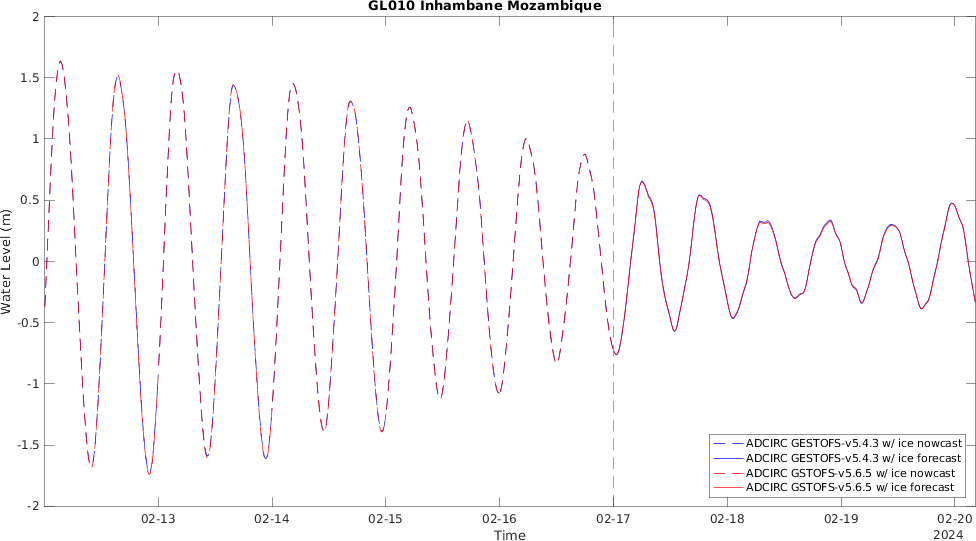 GL010 Inhambane Mozambique
2
1.5
1
0.5
0
-0.5
-1
-1.5
-2
Water Level (m)
02-13 02-14 02-15 02-16 02-17 02-18 02-19 02-20
Time
2024
ADCIRC GESTOFS-v5.4.3 w/ ice nowcast
ADCIRC GESTOFS-v5.4.3 w/ ice forecast
ADCIRC GSTOFS-v5.6.5 w/ ice nowcast
ADCIRC GSTOFS-v5.6.5 w/ ice forecast